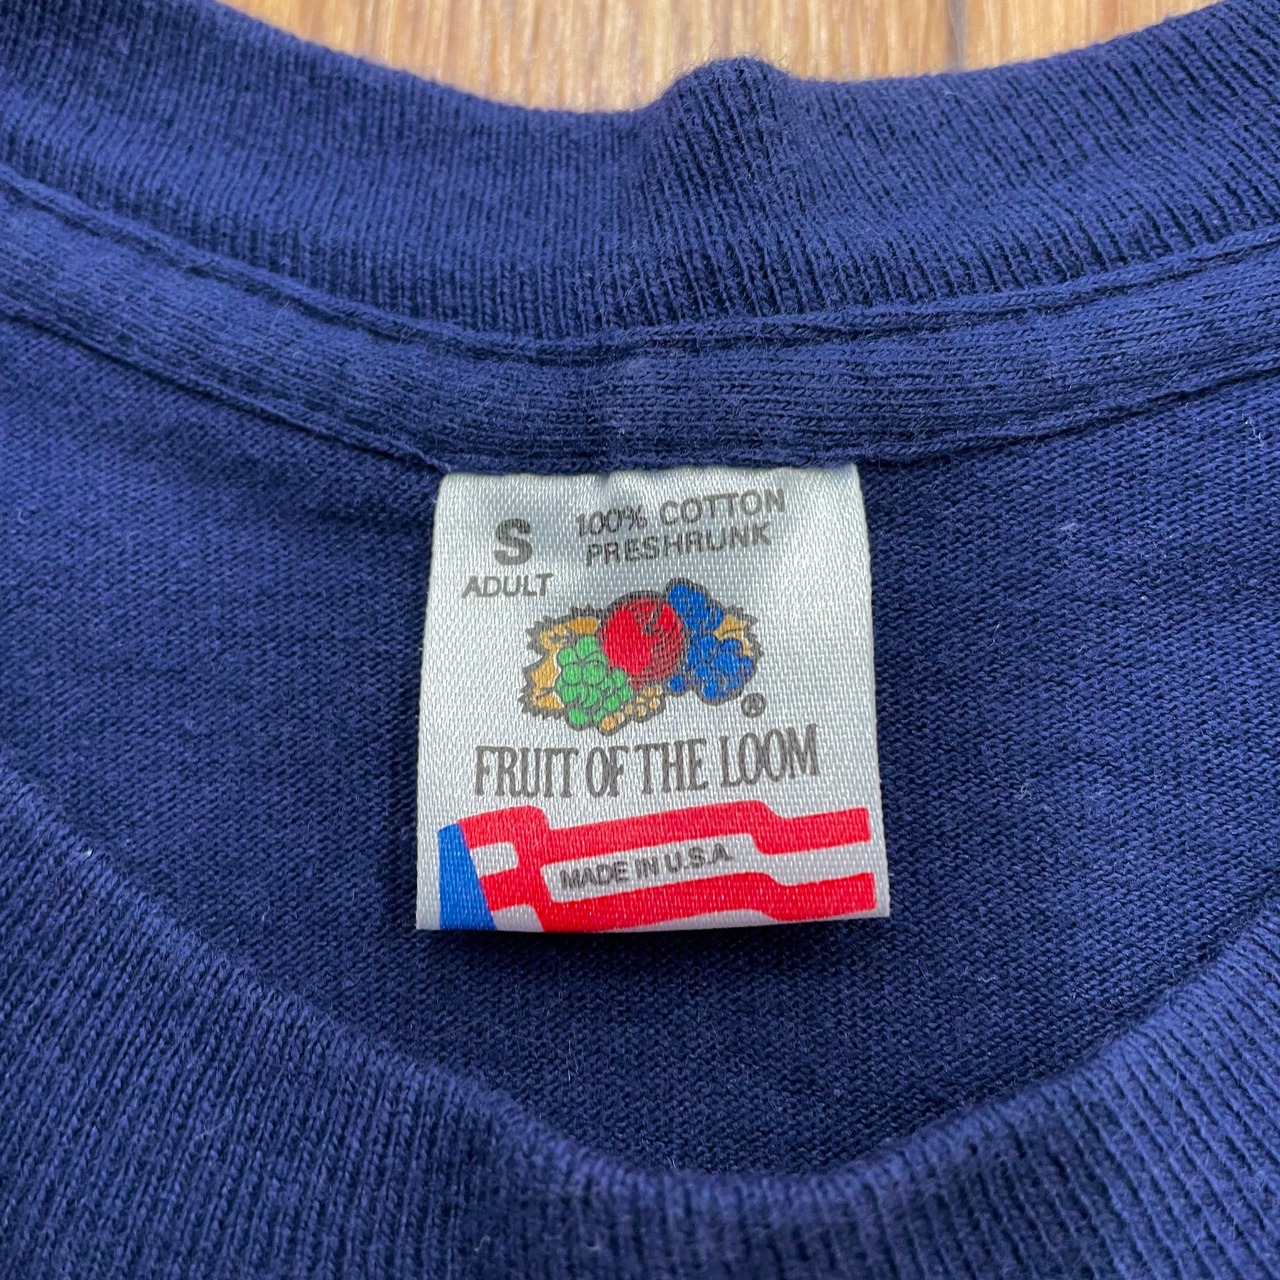 S
ADULT
100% COTTON
PRESHRUNK
®
FRUIT OF THE LOOM
MADE IN U.S.A.